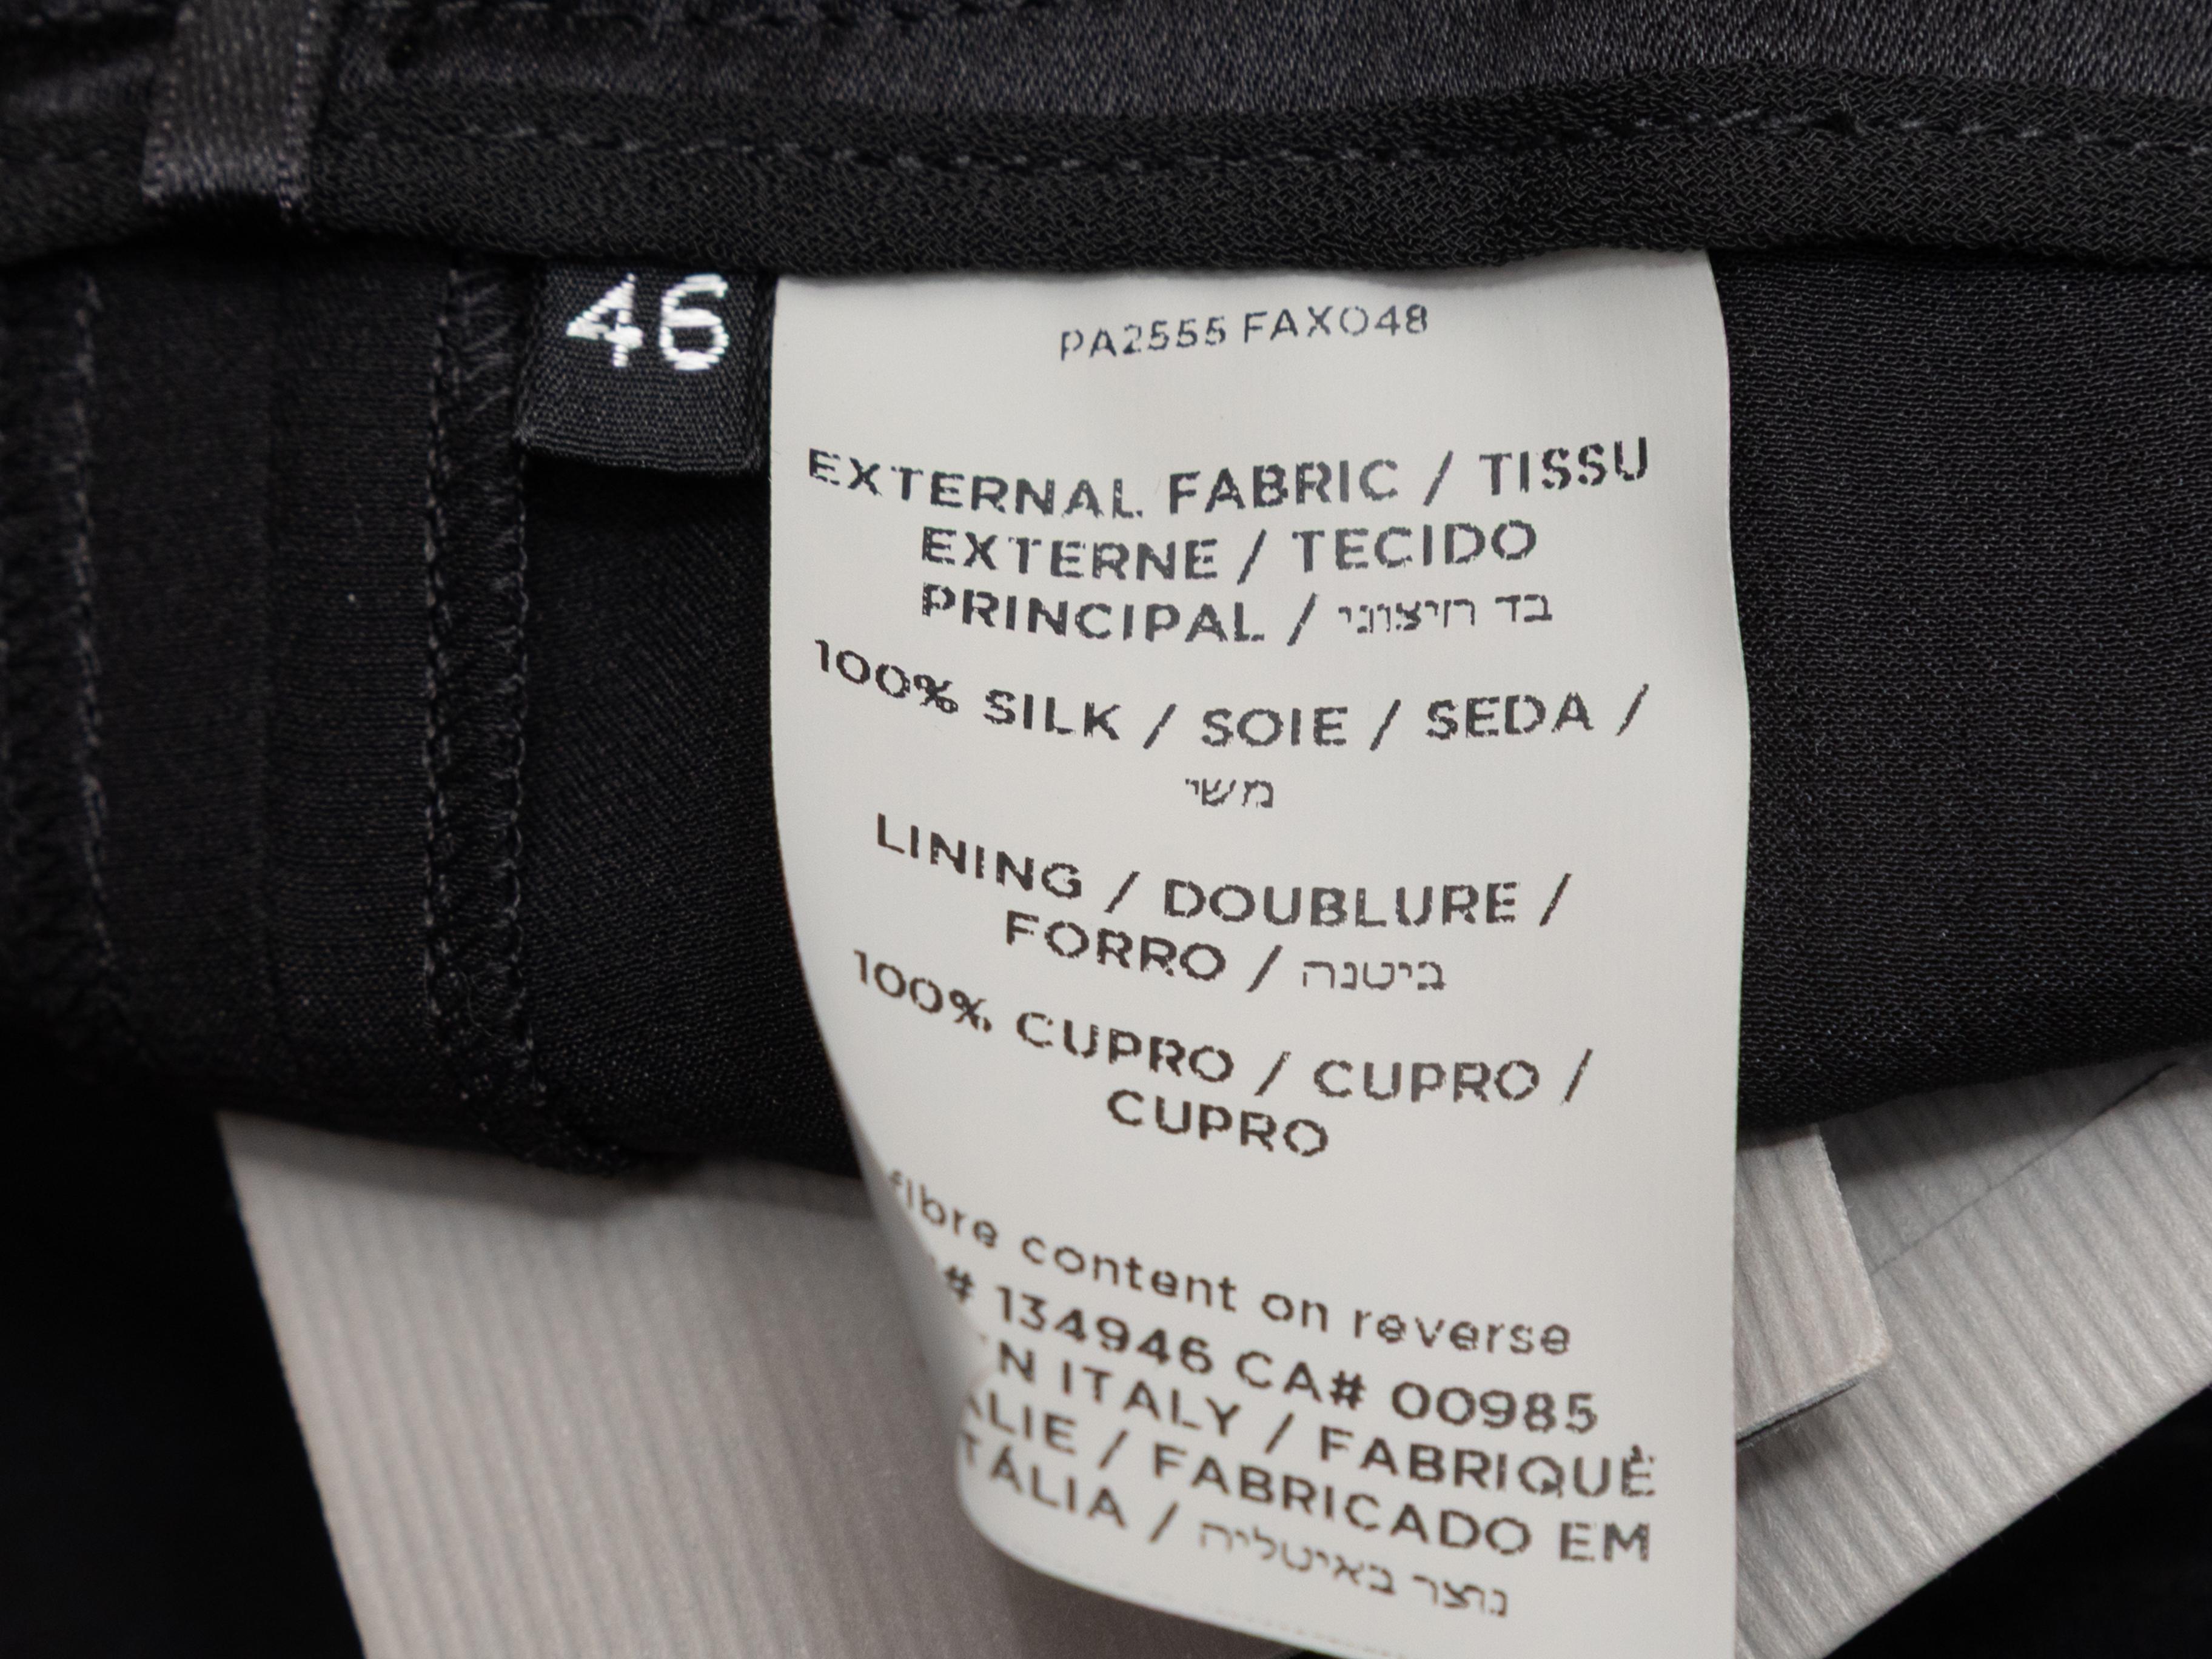 46
PA2555 FAX048
EXTERNAL FABRIC / TISSU
EXTERNE / TECIDO
PRINCIPAL / בד חיצוני
100% SILK / SOIE / SEDA /
משי
LINING / DOUBLURE /
FORRO / ביטנה
100% CUPRO / CUPRO /
CUPRO
fibre content on reverse
# 134946 CA# 00985
N ITALY / FABRIQUÉ
LIE / FABRICADO EM
TÁLIA / נוצר באיטליה